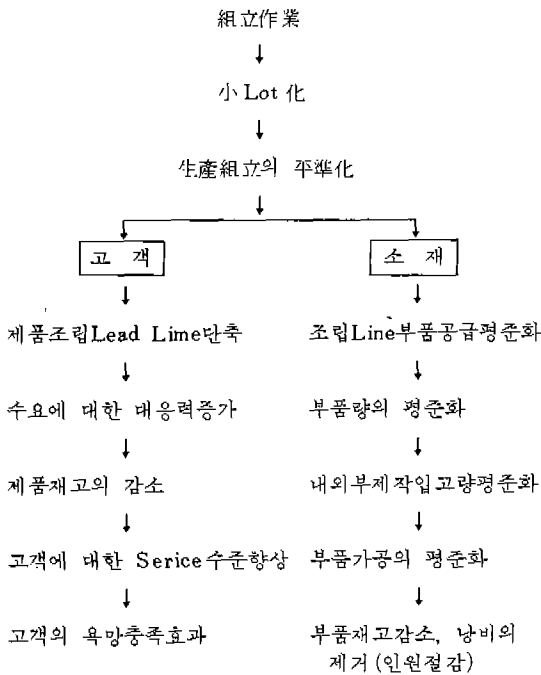 組立作業
小Lot化
生產組立의 平準化
고 객
소 재
제품조립Lead Lime단축
조립Line부품공급평준화
수요에 대한 대응력증가
부품량의 평준화
제품재고의 감소
내외부제작입고량평준화
고객에 대한 Serice수준향상
부품가공의 평준화
고객의 욕망충족효과
부품재고감소, 낭비의
제거(인원절감)